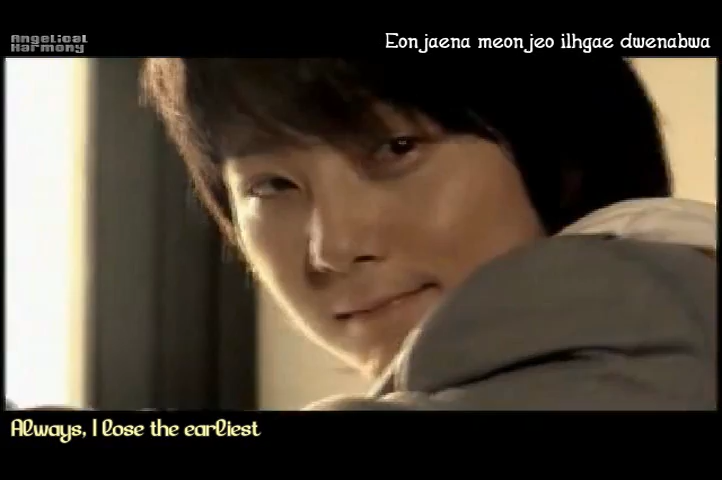 Angelical
Harmony
Eonjaena meonjeo ilhgae dwenabwa
Always, I lose the earliest